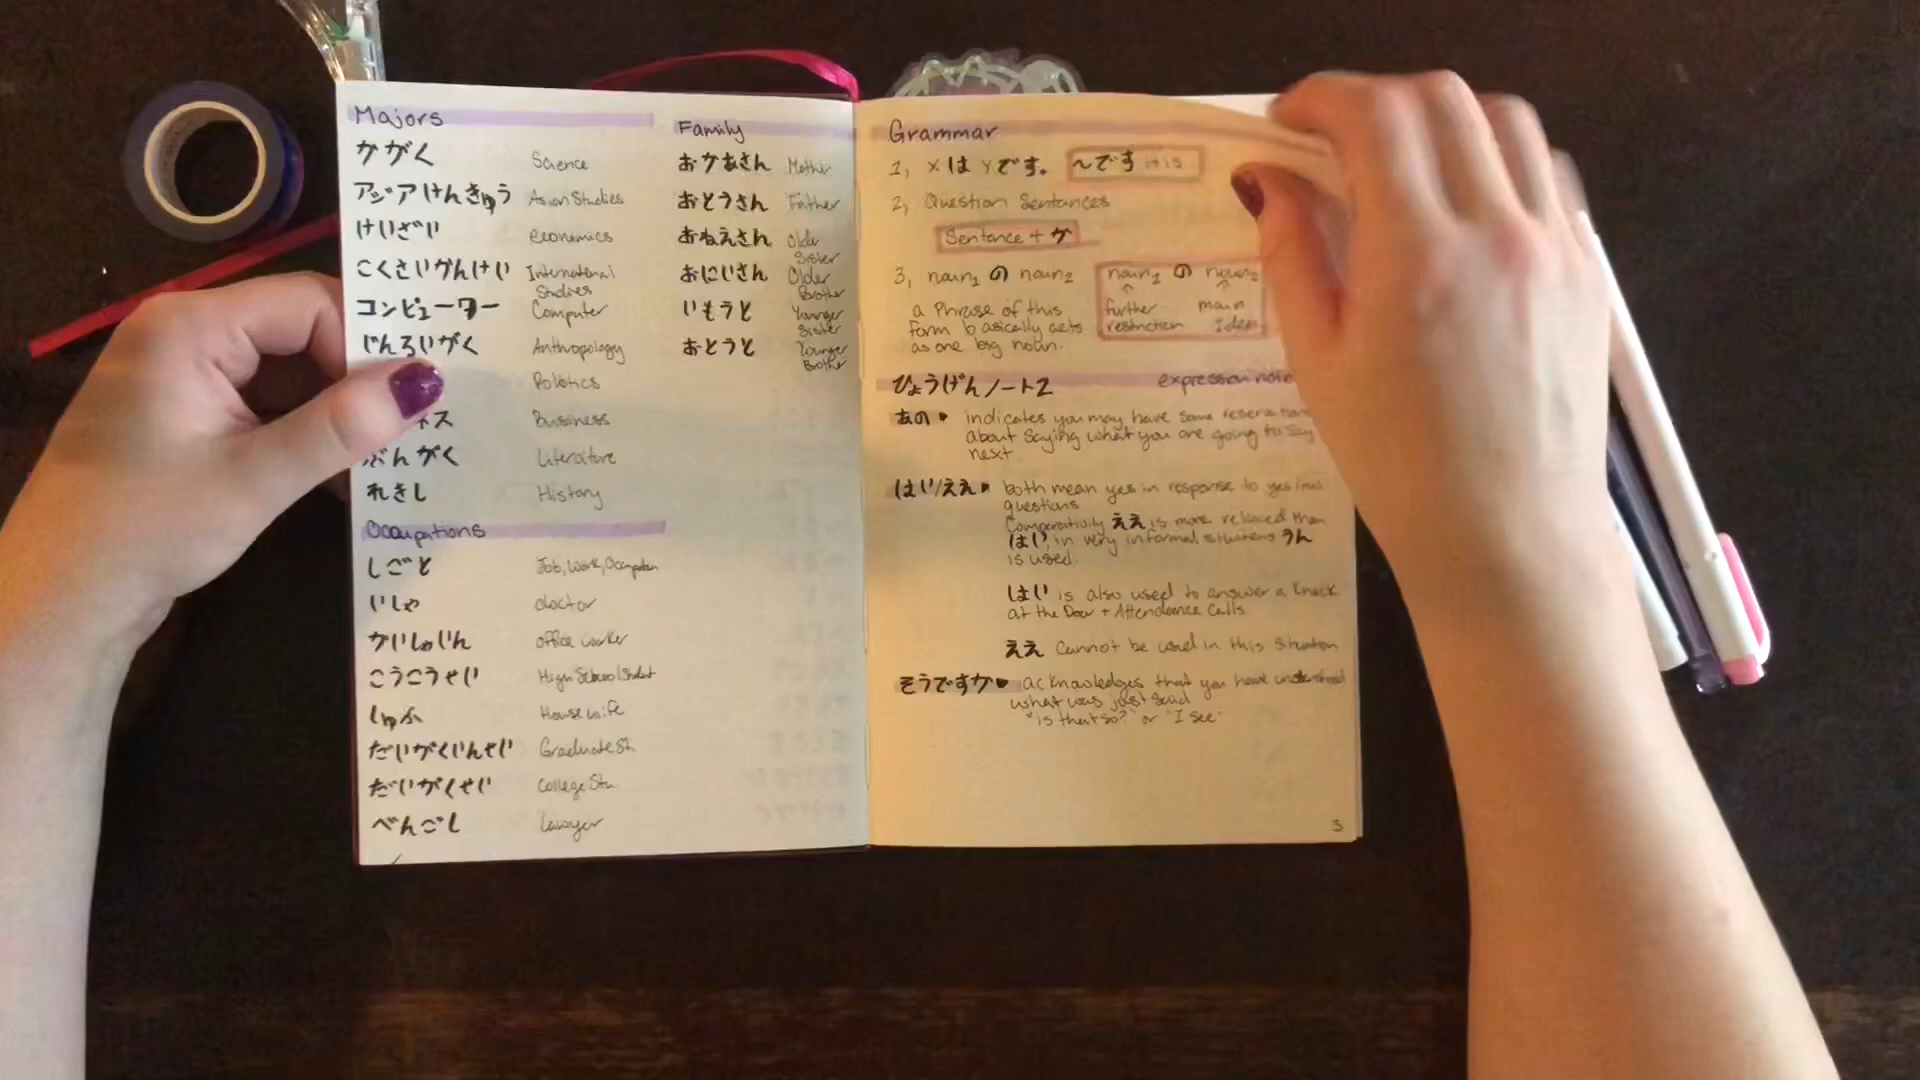 Majors
かがく Science
アジアけんきゅう Asian Studies
けいざい economics
こくさいかんけい International Studies
コンピューター Computer
じんるいがく Anthropology
Politics
ネス Business
ぶんがく Literature
れきし History
Occupations
しごと Job, Work, Occupation
いしゃ doctor
かいしゃいん office worker
こうこうせい High School Student
しゅふ House wife
だいがくいんせい Graduate St.
だいがくせい College Stu.
べんごし Lawyer
Family
おかあさん Mother
おとうさん Father
おねえさん Older Sister
おにいさん Older Brother
いもうと Younger Sister
おとうと Younger Brother
Grammar
1, XはYです。 〜です it is
2, Question Sentences
Sentence + か
3, noun₁ の noun₂
noun₂ の noun₂
further main
restriction Idea
a Phrase of this
form basically acts
as one big noun.
ひょうげんノート2 expression note
あの indicates you may have some reservations
about saying what you are going to say
next
はい/ええ both mean yes in response to yes/no
questions
Comparativily ええ is more relaxed than
はい, in very informal situations うん
is used
はい is also used to answer a knock
at the Door + Attendance Calls
ええ Cannot be used in this situation
そうですか acknowledges that you have understood
what was just said
"is that so?" or "I see"
3